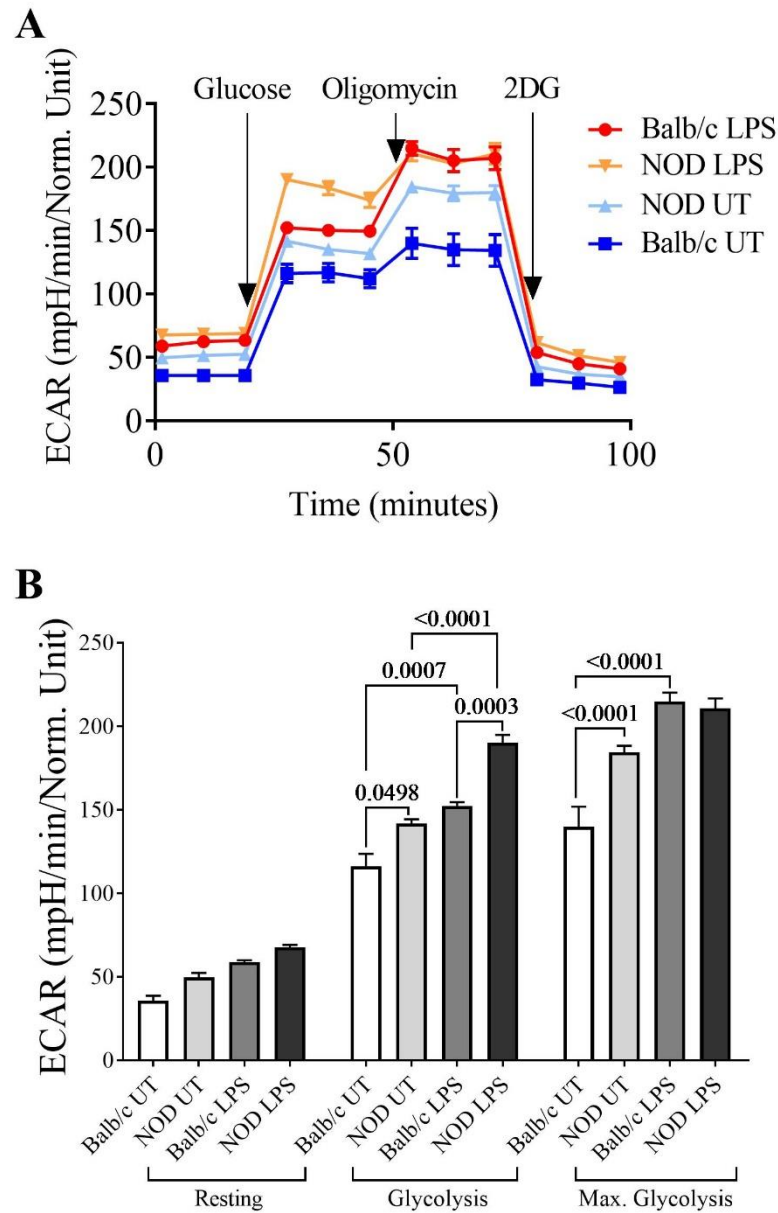 A
Glucose Oligomycin 2DG
250
200
150
100
50
0
ECAR (mpH/min/Norm. Unit)
0 50 100
Time (minutes)
Balb/c LPS
NOD LPS
NOD UT
Balb/c UT
B
250
200
150
100
50
0
ECAR (mpH/min/Norm. Unit)
<0.0001
0.0007
0.0003
0.0498
<0.0001
<0.0001
Balb/c UT NOD UT Balb/c LPS NOD LPS Balb/c UT NOD UT Balb/c LPS NOD LPS Balb/c UT NOD UT Balb/c LPS NOD LPS
Resting Glycolysis Max. Glycolysis